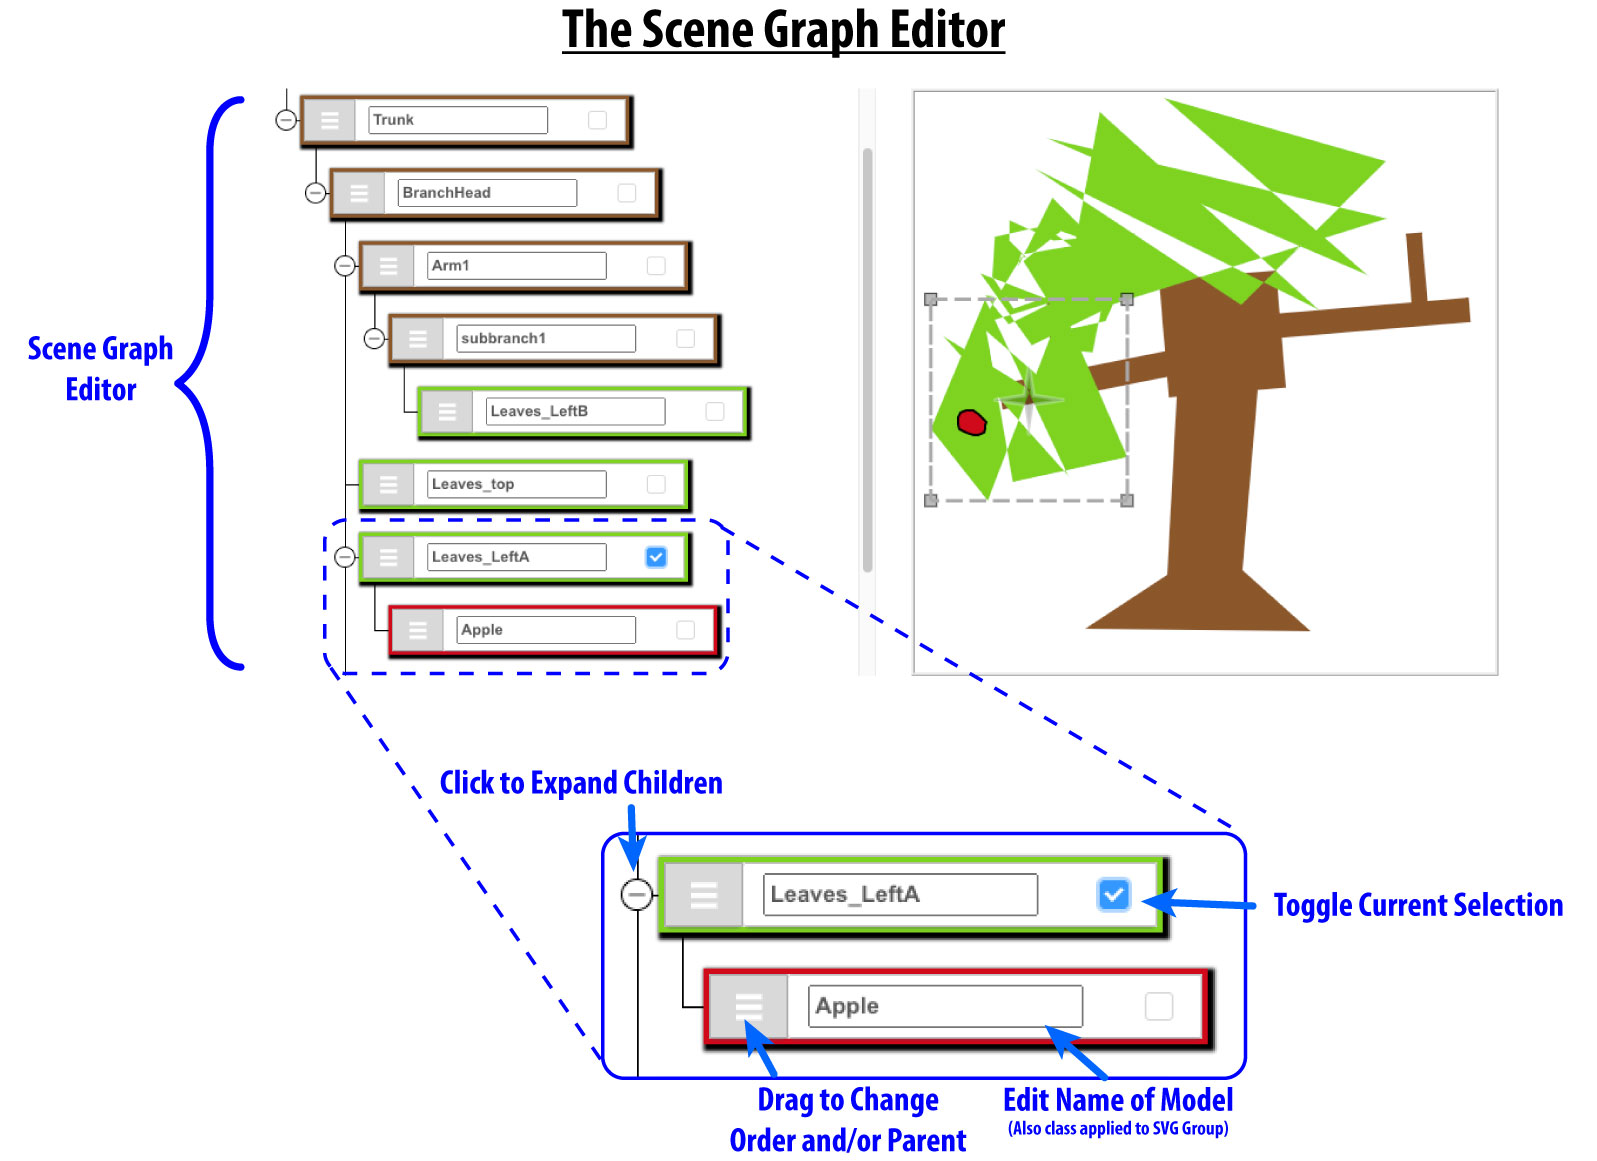 The Scene Graph Editor
Trunk
BranchHead
Arm1
subbranch1
Leaves_LeftB
Leaves_top
Leaves_LeftA
Apple
Scene Graph
Editor
Click to Expand Children
Leaves_LeftA
Toggle Current Selection
Apple
Drag to Change
Order and/or Parent
Edit Name of Model
(Also class applied to SVG Group)